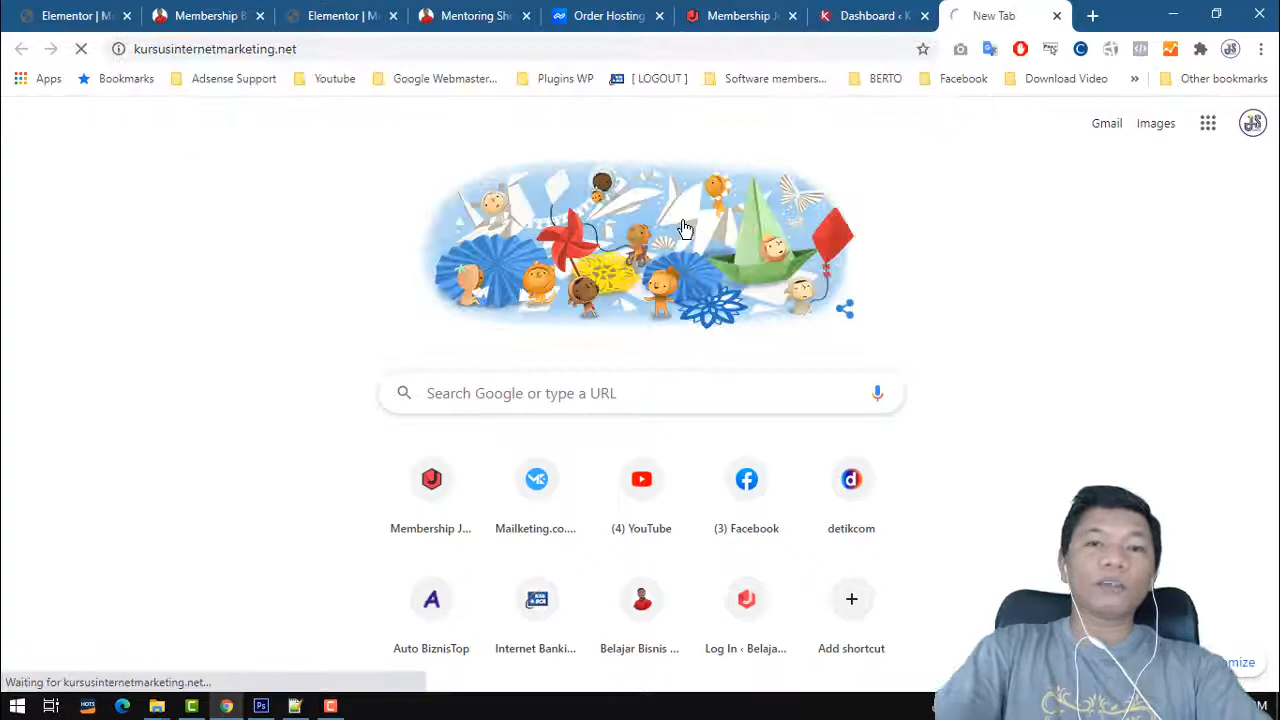 Elementor | M
Membership B
Elementor | M
Mentoring Sh
Order Hosting
Membership J
Dashboard ‹ K
New Tab
kursusinternetmarketing.net
Apps
Bookmarks
Adsense Support
Youtube
Google Webmaster...
Plugins WP
[ LOGOUT ]
Software members...
BERTO
Facebook
Download Video
»
Other bookmarks
Gmail
Images
Search Google or type a URL
Membership J...
Mailketing.co....
(4) YouTube
(3) Facebook
detikcom
Auto BiznisTop
Internet Banki...
Belajar Bisnis ...
Log In ‹ Belaja...
Add shortcut
Waiting for kursusinternetmarketing.net...